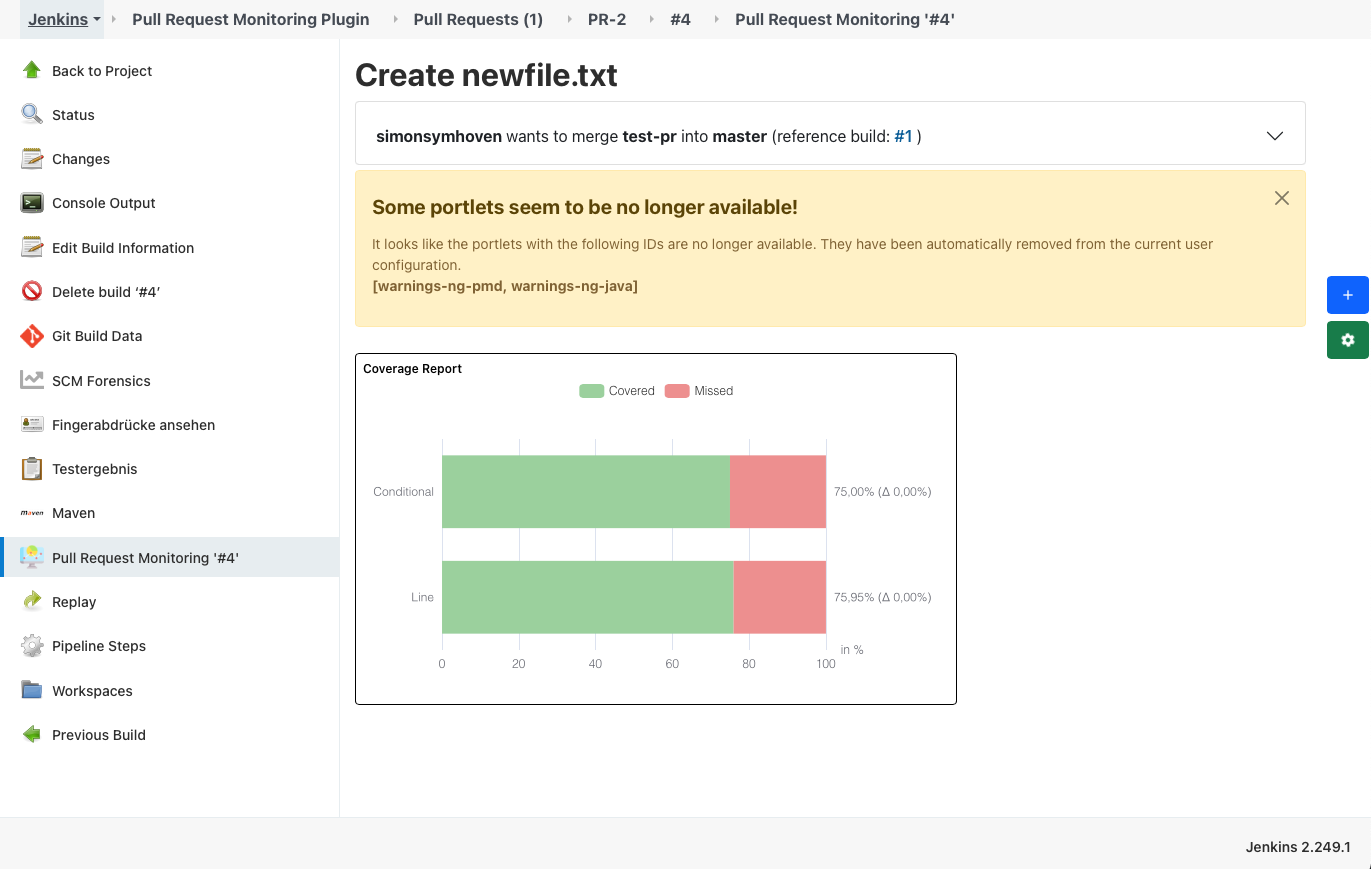 Jenkins Pull Request Monitoring Plugin Pull Requests (1) PR-2 #4 Pull Request Monitoring '#4'
Back to Project
Status
Changes
Console Output
Edit Build Information
Delete build ‘#4’
Git Build Data
SCM Forensics
Fingerabdrücke ansehen
Testergebnis
maven Maven
Pull Request Monitoring '#4'
Replay
Pipeline Steps
Workspaces
Previous Build
Create newfile.txt
simonsymhoven wants to merge test-pr into master (reference build: #1 )
Some portlets seem to be no longer available!
It looks like the portlets with the following IDs are no longer available. They have been automatically removed from the current user
configuration.
[warnings-ng-pmd, warnings-ng-java]
Coverage Report
Covered Missed
Conditional 75,00% (Δ 0,00%)
Line 75,95% (Δ 0,00%)
in %
0 20 40 60 80 100
Jenkins 2.249.1